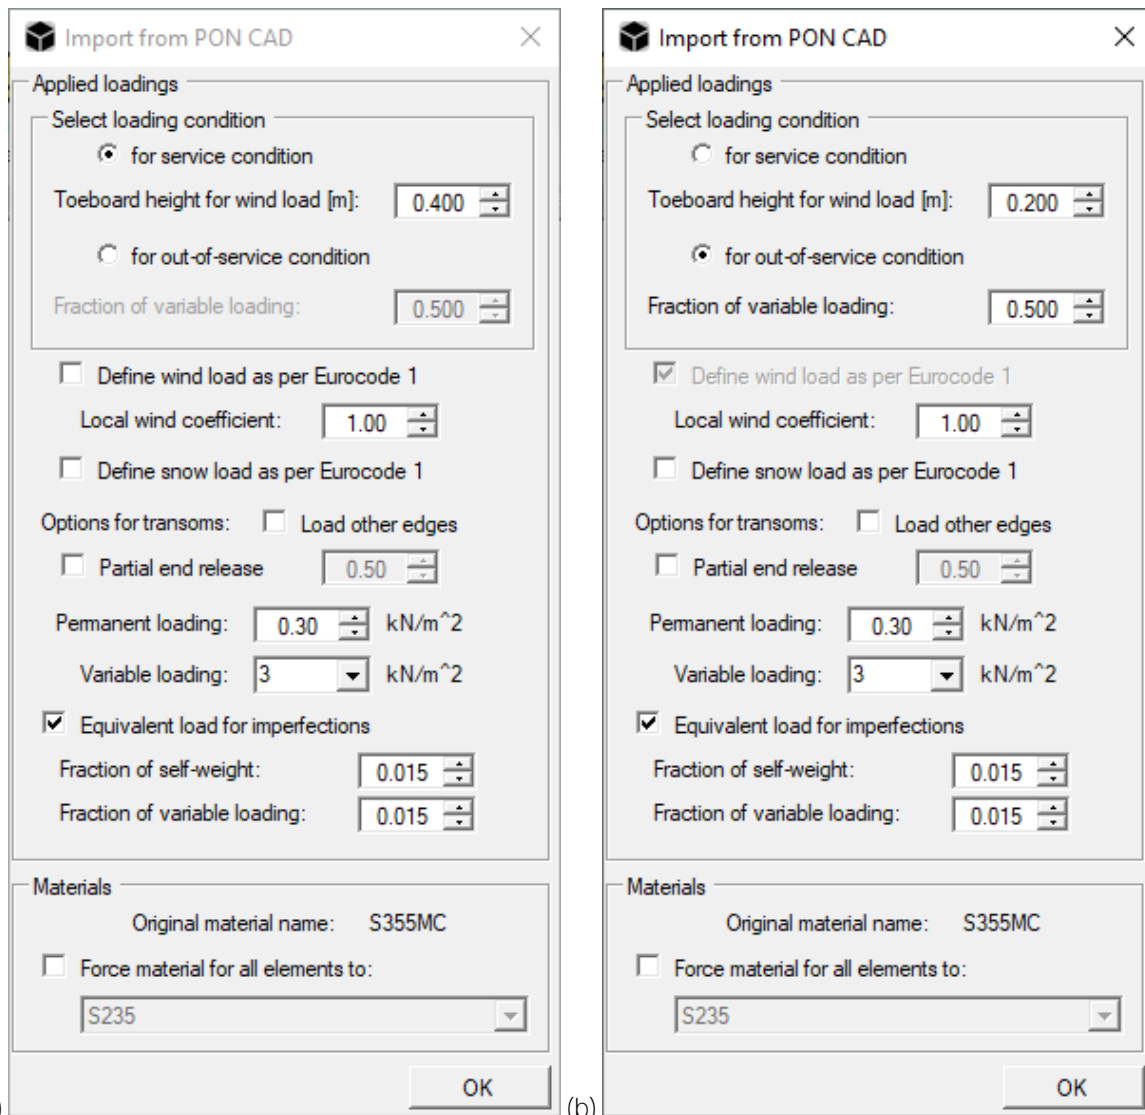 Import from PON CAD
Applied loadings
Select loading condition
for service condition
Toeboard height for wind load [m]: 0.400
for out-of-service condition
Fraction of variable loading: 0.500
Define wind load as per Eurocode 1
Local wind coefficient: 1.00
Define snow load as per Eurocode 1
Options for transoms: Load other edges
Partial end release 0.50
Permanent loading: 0.30 kN/m^2
Variable loading: 3 kN/m^2
Equivalent load for imperfections
Fraction of self-weight: 0.015
Fraction of variable loading: 0.015
Materials
Original material name: S355MC
Force material for all elements to:
S235
OK
)
Import from PON CAD
Applied loadings
Select loading condition
for service condition
Toeboard height for wind load [m]: 0.200
for out-of-service condition
Fraction of variable loading: 0.500
Define wind load as per Eurocode 1
Local wind coefficient: 1.00
Define snow load as per Eurocode 1
Options for transoms: Load other edges
Partial end release 0.50
Permanent loading: 0.30 kN/m^2
Variable loading: 3 kN/m^2
Equivalent load for imperfections
Fraction of self-weight: 0.015
Fraction of variable loading: 0.015
Materials
Original material name: S355MC
Force material for all elements to:
S235
OK
(b)